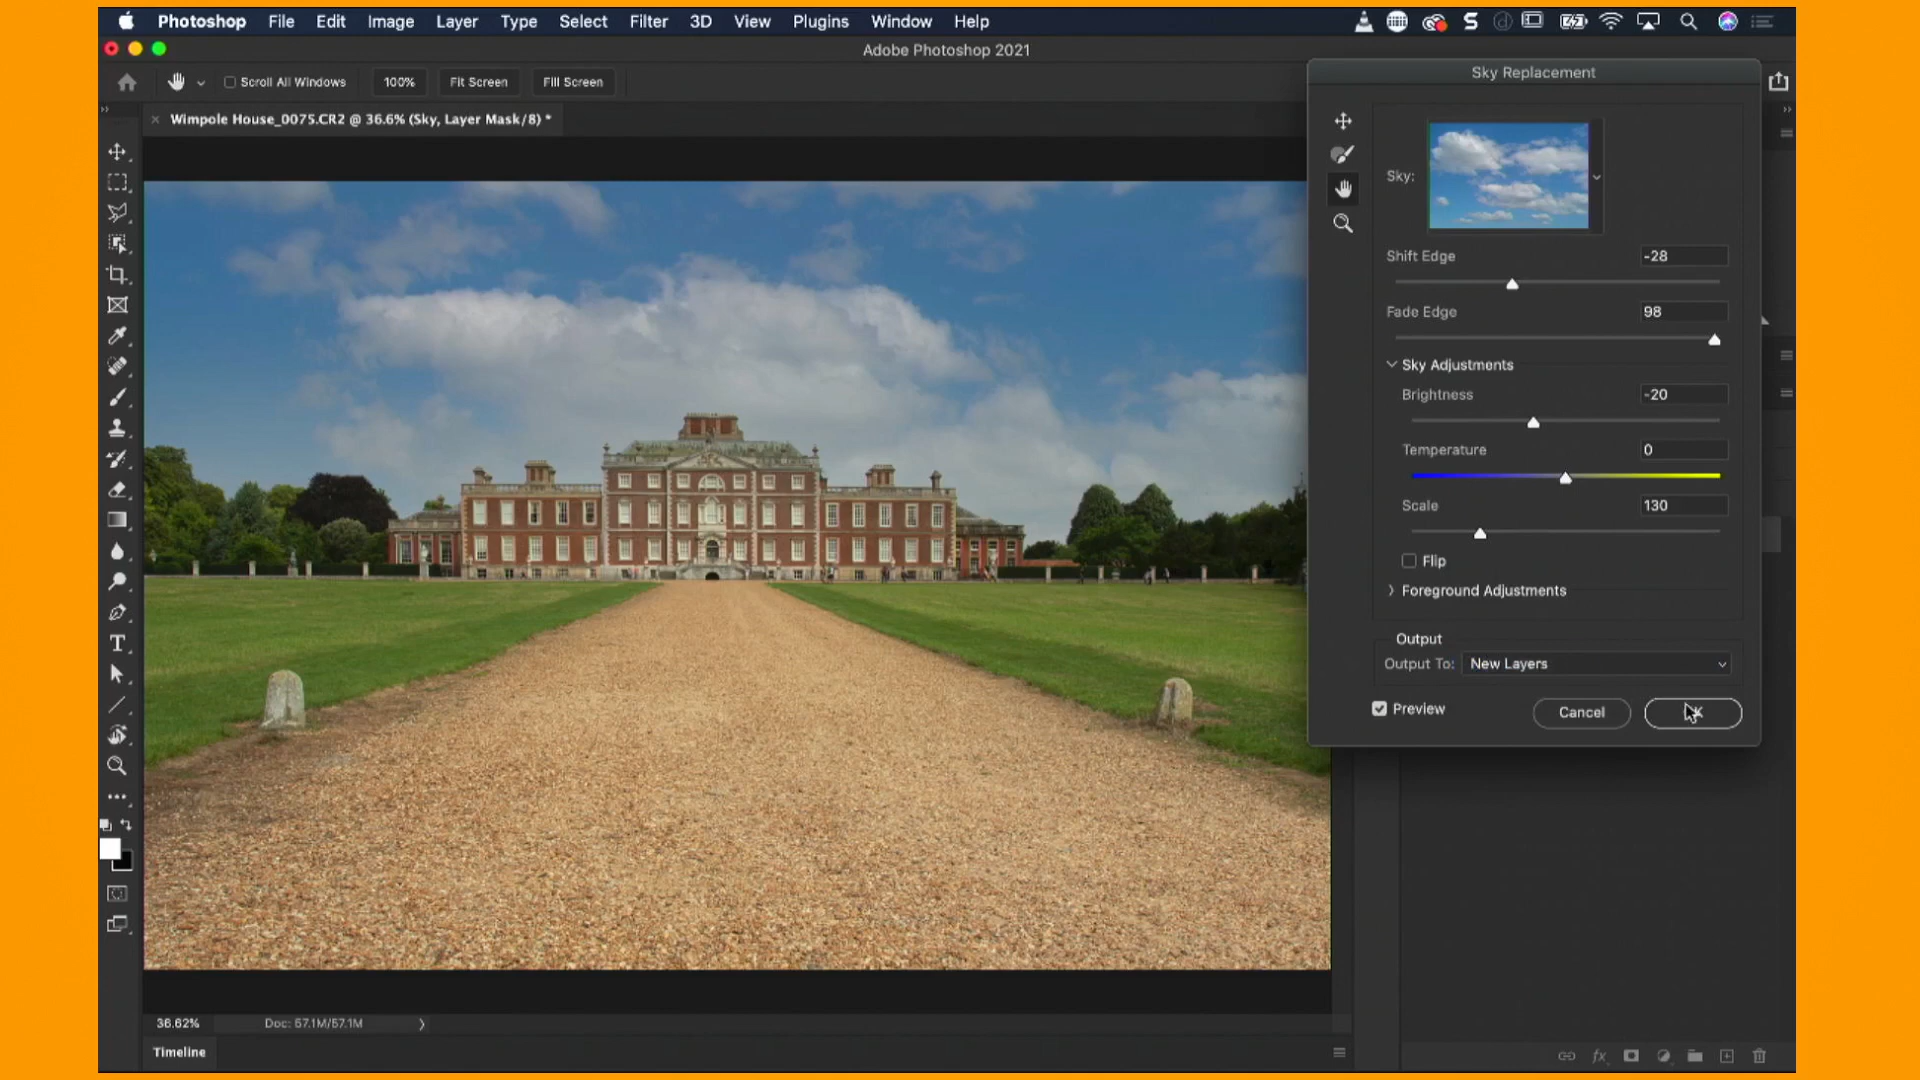 Photoshop File Edit Image Layer Type Select Filter 3D View Plugins Window Help
Adobe Photoshop 2021
Scroll All Windows 100% Fit Screen Fill Screen
Wimpole House_0075.CR2 @ 36.6% (Sky, Layer Mask/8) *
Sky Replacement
Sky:
Shift Edge -28
Fade Edge 98
Sky Adjustments
Brightness -20
Temperature 0
Scale 130
Flip
Foreground Adjustments
Output
Output To: New Layers
Preview Cancel
36.62% Doc: 57.1M/57.1M
Timeline
fx